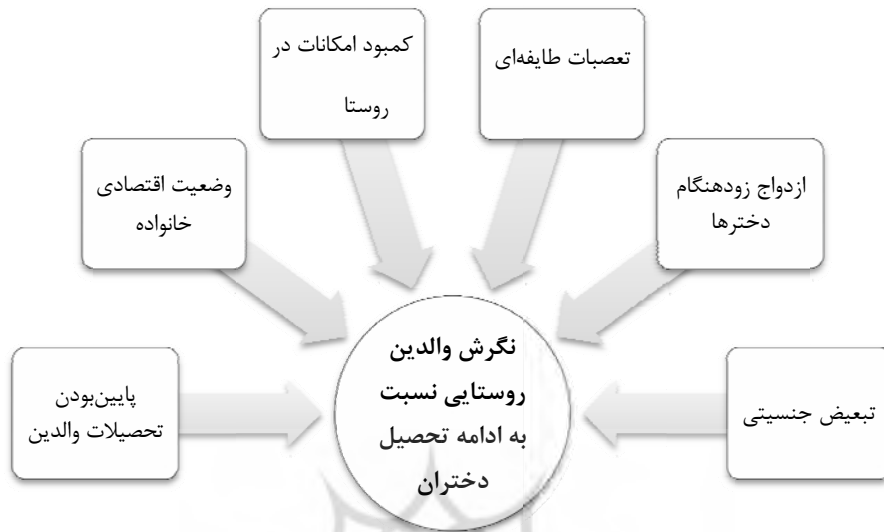 تعصبات طایفه‌ای
کمبود امکانات در
روستا
ازدواج زودهنگام
دخترها
وضعیت اقتصادی
خانواده
نگرش والدین
روستایی نسبت
به ادامه تحصیل
دختران
تبعیض جنسیتی
پایین‌بودن
تحصیلات والدین